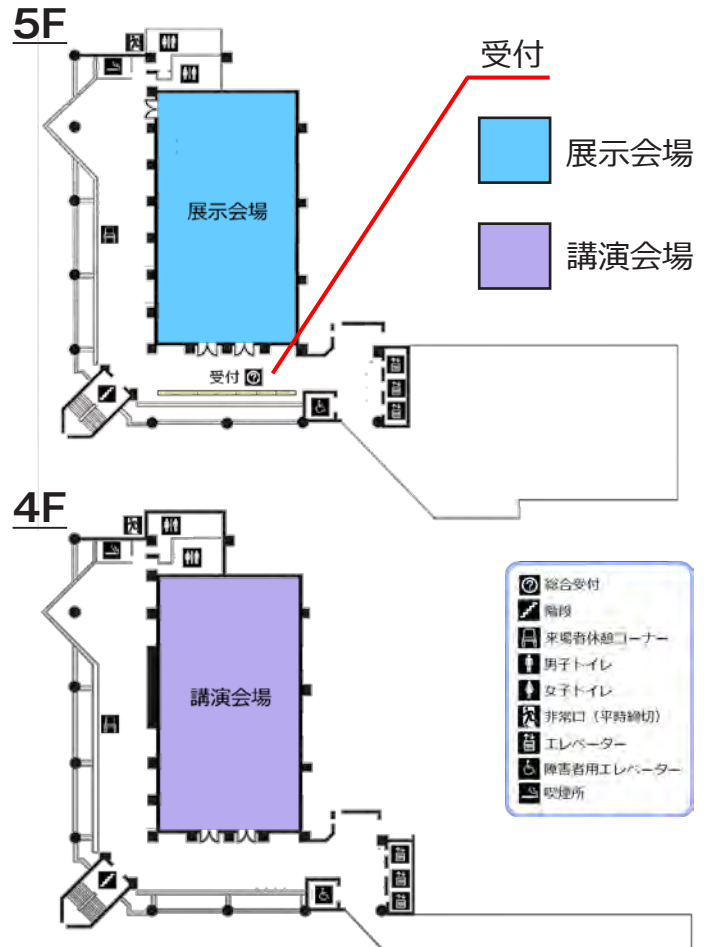 5F
受付
展示会場
講演会場
展示会場
受付
4F
講演会場
総合受付
階段
来場者休憩コーナー
男子トイレ
女子トイレ
非常口（平時締切）
エレベーター
障害者用エレベーター
喫煙所